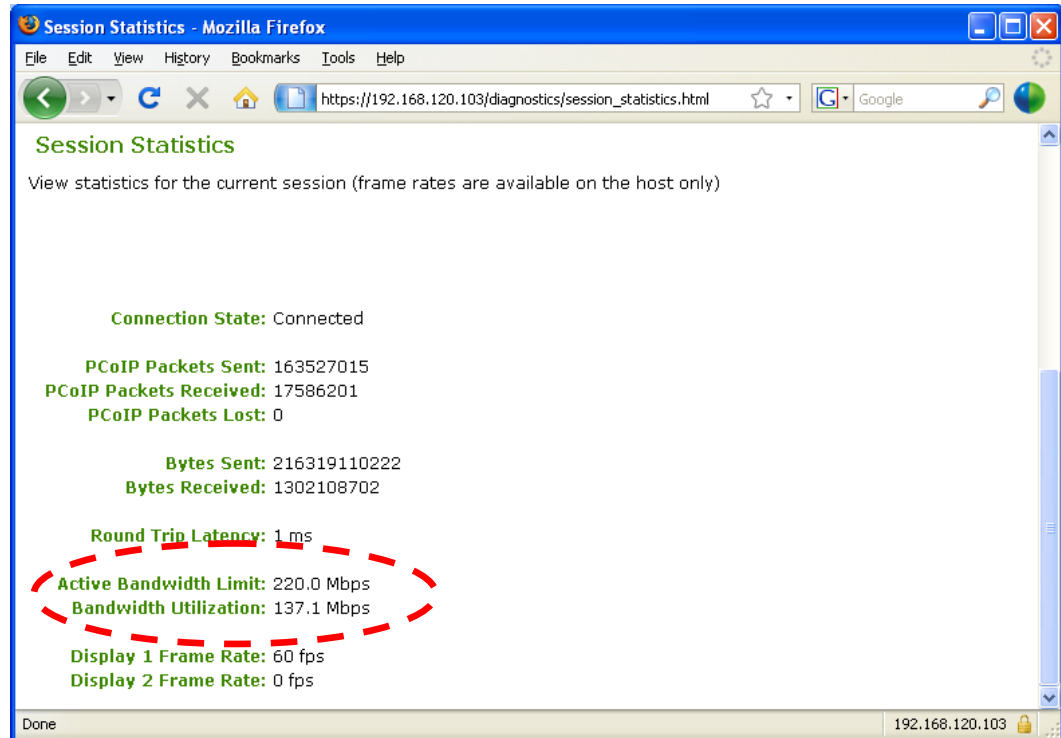 Session Statistics - Mozilla Firefox
File Edit View History Bookmarks Tools Help
https://192.168.120.103/diagnostics/session_statistics.html
G Google
Session Statistics
View statistics for the current session (frame rates are available on the host only)
Connection State: Connected
PCoIP Packets Sent: 163527015
PCoIP Packets Received: 17586201
PCoIP Packets Lost: 0
Bytes Sent: 216319110222
Bytes Received: 1302108702
Round Trip Latency: 1 ms
Active Bandwidth Limit: 220.0 Mbps
Bandwidth Utilization: 137.1 Mbps
Display 1 Frame Rate: 60 fps
Display 2 Frame Rate: 0 fps
Done 192.168.120.103